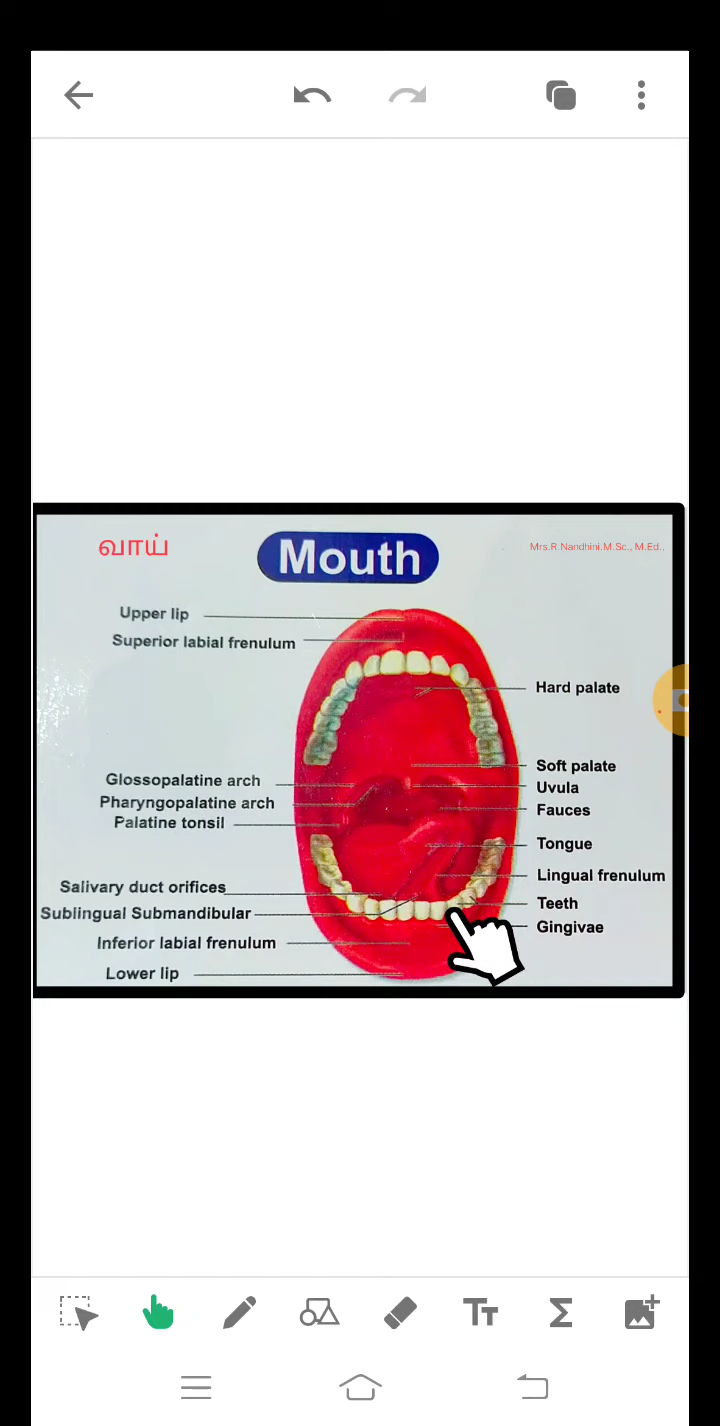 வாய்
Mouth
Mrs.R.Nandhini.M.Sc., M.Ed..
Upper lip
Superior labial frenulum
Hard palate
Soft palate
Glossopalatine arch
Uvula
Pharyngopalatine arch
Fauces
Palatine tonsil
Tongue
Lingual frenulum
Salivary duct orifices
Teeth
Sublingual Submandibular
Gingivae
Inferior labial frenulum
Lower lip
TT
Σ